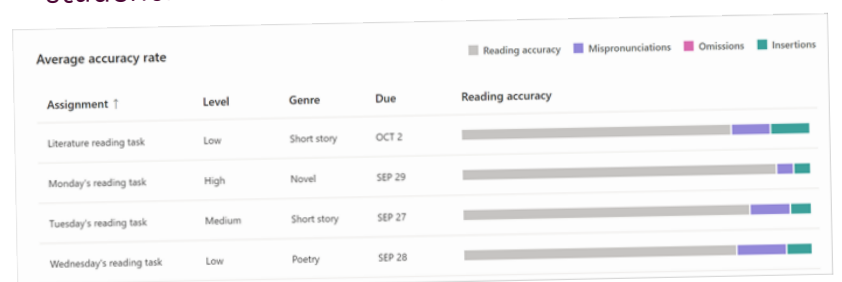 Average accuracy rate
Reading accuracy Mispronunciations Omissions Insertions
Assignment ↑ Level Genre Due Reading accuracy
Literature reading task Low Short story OCT 2
Monday's reading task High Novel SEP 29
Tuesday's reading task Medium Short story SEP 27
Wednesday's reading task Low Poetry SEP 28